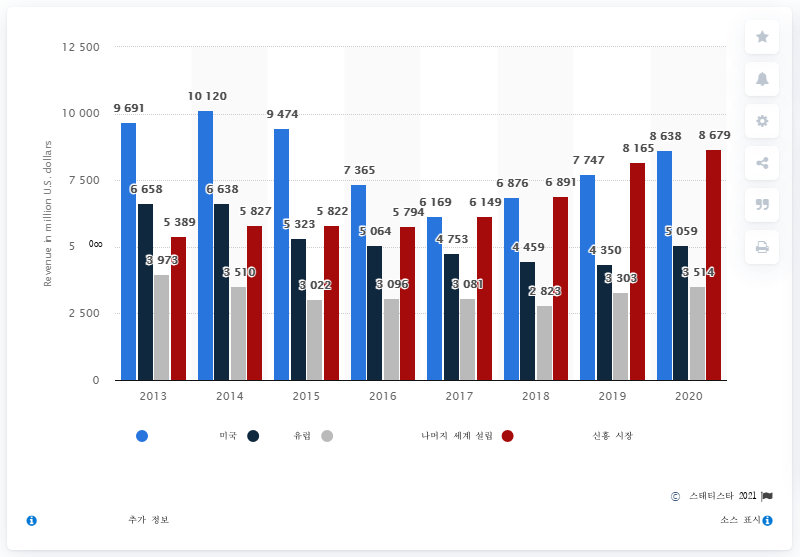 12 500
10 000
7 500
5 000
2 500
0
Revenue in million U.S. dollars
9 691 6 658 3 973 5 389
10 120 6 638 3 510 5 827
9 474 5 323 3 022 5 822
7 365 5 064 3 096 5 794
6 169 4 753 3 081 6 149
6 876 4 459 2 823 6 891
7 747 4 350 3 303 8 165
8 638 5 059 3 514 8 679
2013 2014 2015 2016 2017 2018 2019 2020
미국 유럽 나머지 세계 설립 신흥 시장
© 스태티스타 2021
추가 정보 소스 표시